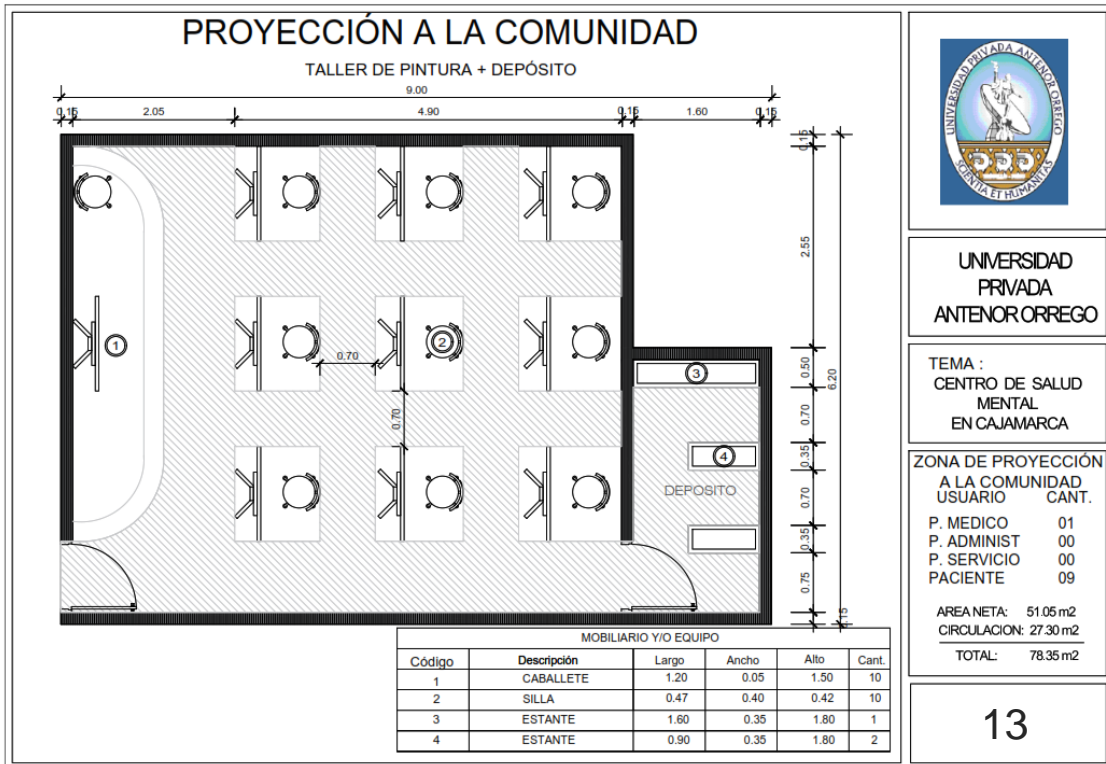 PROYECCIÓN A LA COMUNIDAD
TALLER DE PINTURA + DEPÓSITO
9.00
0.15 2.05 4.90 0.15 1.60 0.15
0.15
2.55
0.50
6.20
0.70
0.35
0.70
0.35
0.75
0.15
1
2
0.70
0.70
3
4
DEPOSITO
MOBILIARIO Y/O EQUIPO
Código Descripción Largo Ancho Alto Cant.
1 CABALLETE 1.20 0.05 1.50 10
2 SILLA 0.47 0.40 0.42 10
3 ESTANTE 1.60 0.35 1.80 1
4 ESTANTE 0.90 0.35 1.80 2
UNIVERSIDAD PRIVADA ANTENOR ORREGO
SCIENTIA ET HUMANITAS
UNIVERSIDAD
PRIVADA
ANTENOR ORREGO
TEMA :
CENTRO DE SALUD
MENTAL
EN CAJAMARCA
ZONA DE PROYECCIÓN
A LA COMUNIDAD
USUARIO CANT.
P. MEDICO 01
P. ADMINIST 00
P. SERVICIO 00
PACIENTE 09
AREA NETA: 51.05 m2
CIRCULACION: 27.30 m2
TOTAL: 78.35 m2
13